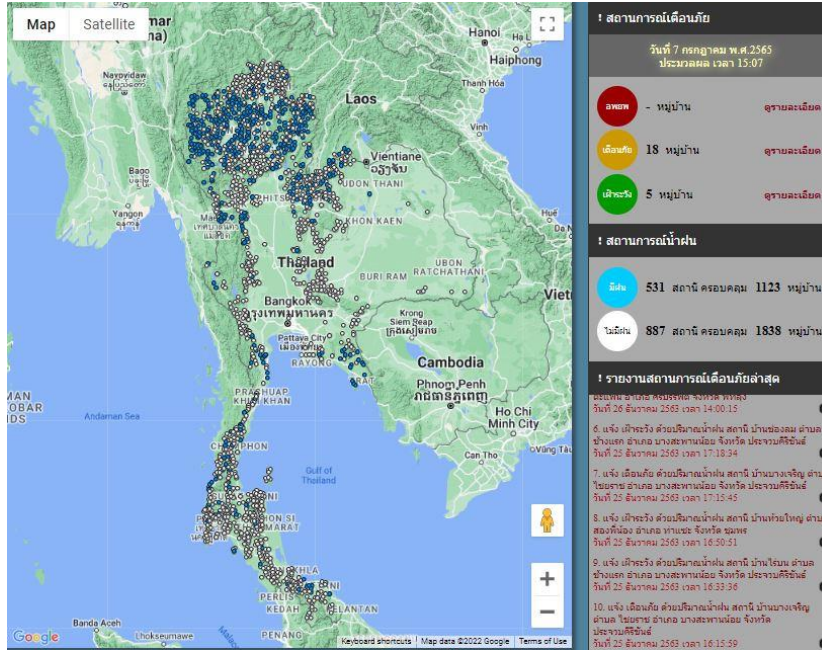 Map
Satellite
Hanoi
Haiphong
Naypyidaw
Laos
Thanh Hóa
Vinh
Vientiane
ວຽງຈັນ
UDON THANI
Bago
Yangon
KHON KAEN
Huế
Thailand
UBON
RATCHATHANI
BURI RAM
Bangkok
กรุงเทพมหานคร
Krong
Siem Reap
Pattaya City
เมืองพัทยา
RAYONG
Cambodia
Phnom Penh
PRACHUAP
KHIRI KHAN
Ho Chi
Minh City
Andaman Sea
Can Tho
Gulf of
Thailand
PERLIS
KEDAH
KELANTAN
Banda Aceh
Lhokseumawe
PENANG
Google
Keyboard shortcuts
Map data ©2022 Google
Terms of Use
! สถานการณ์เตือนภัย
วันที่ 7 กรกฎาคม พ.ศ.2565
ประมวลผล เวลา 15:07
อพยพ - หมู่บ้าน ดูรายละเอียด
เตือนภัย 18 หมู่บ้าน ดูรายละเอียด
เฝ้าระวัง 5 หมู่บ้าน ดูรายละเอียด
! สถานการณ์น้ำฝน
มีฝน 531 สถานี ครอบคลุม 1123 หมู่บ้าน
ไม่มีฝน 887 สถานี ครอบคลุม 1838 หมู่บ้าน
! รายงานสถานการณ์เตือนภัยล่าสุด
วันที่ 26 ธันวาคม 2563 เวลา 14:00:15
6. แจ้ง เฝ้าระวัง ด้วยปริมาณน้ำฝน สถานี บ้านช่องลม ตำบล
ช้างแรก อำเภอ บางสะพานน้อย จังหวัด ประจวบคีรีขันธ์
วันที่ 25 ธันวาคม 2563 เวลา 17:18:34
7. แจ้ง เตือนภัย ด้วยปริมาณน้ำฝน สถานี บ้านบางเจริญ ตำบ
ไชยราช อำเภอ บางสะพานน้อย จังหวัด ประจวบคีรีขันธ์
วันที่ 25 ธันวาคม 2563 เวลา 17:15:45
8. แจ้ง เฝ้าระวัง ด้วยปริมาณน้ำฝน สถานี บ้านห้วยใหญ่ ตำบ
สองพี่น้อง อำเภอ ท่าแซะ จังหวัด ชุมพร
วันที่ 25 ธันวาคม 2563 เวลา 16:50:51
9. แจ้ง เฝ้าระวัง ด้วยปริมาณน้ำฝน สถานี บ้านไร่บน ตำบล
ช้างแรก อำเภอ บางสะพานน้อย จังหวัด ประจวบคีรีขันธ์
วันที่ 25 ธันวาคม 2563 เวลา 16:33:36
10. แจ้ง เตือนภัย ด้วยปริมาณน้ำฝน สถานี บ้านบางเจริญ
ตำบล ไชยราช อำเภอ บางสะพานน้อย จังหวัด
ประจวบคีรีขันธ์
วันที่ 25 ธันวาคม 2563 เวลา 16:15:59